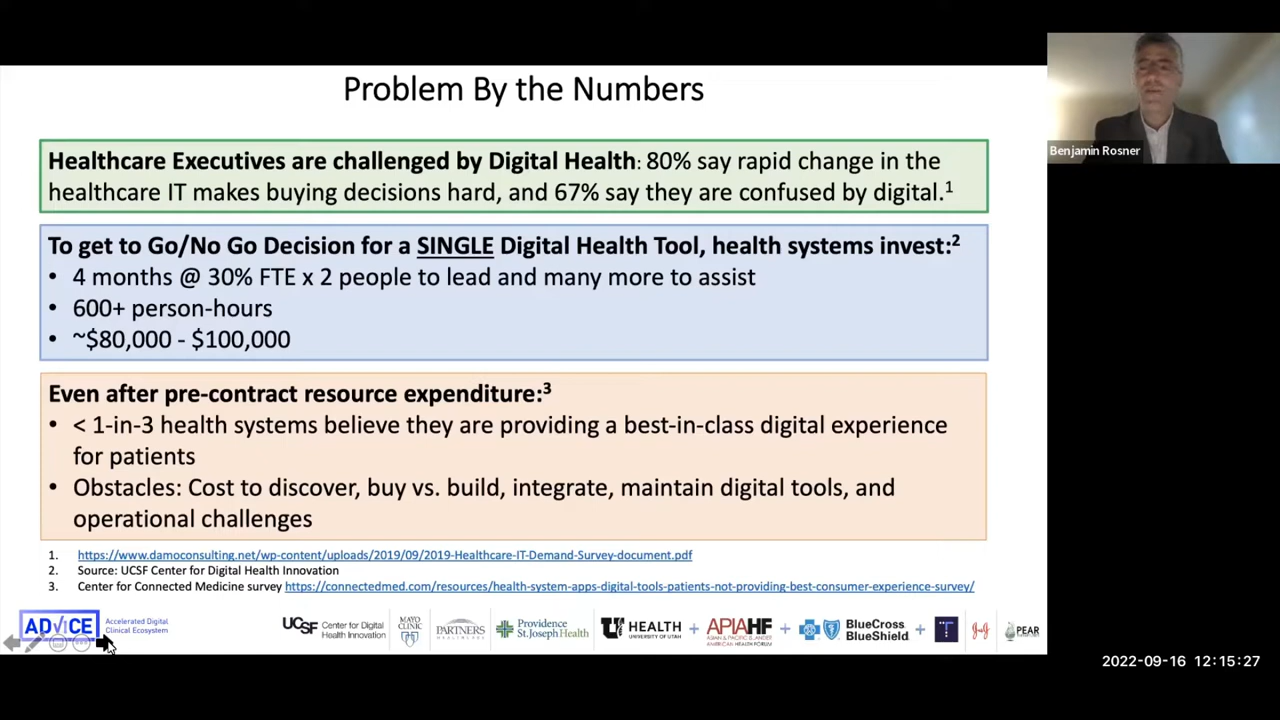 Problem By the Numbers
Benjamin Rosner
Healthcare Executives are challenged by Digital Health: 80% say rapid change in the
healthcare IT makes buying decisions hard, and 67% say they are confused by digital.1
To get to Go/No Go Decision for a SINGLE Digital Health Tool, health systems invest:2
• 4 months @ 30% FTE x 2 people to lead and many more to assist
• 600+ person-hours
• ~$80,000 - $100,000
Even after pre-contract resource expenditure:3
• < 1-in-3 health systems believe they are providing a best-in-class digital experience
for patients
• Obstacles: Cost to discover, buy vs. build, integrate, maintain digital tools, and
operational challenges
1. https://www.damoconsulting.net/wp-content/uploads/2019/09/2019-Healthcare-IT-Demand-Survey-document.pdf
2. Source: UCSF Center for Digital Health Innovation
3. Center for Connected Medicine survey https://connectedmed.com/resources/health-system-apps-digital-tools-patients-not-providing-best-consumer-experience-survey/
ADVICE
Accelerated Digital
Clinical Ecosystem
UCSF Center for Digital
Health Innovation
MAYO
CLINIC
PARTNERS
HEALTHCARE
Providence
St. Joseph Health
U HEALTH
UNIVERSITY OF UTAH
+ APIAHF
ASIAN & PACIFIC ISLANDER
AMERICAN HEALTH FORUM
+ BlueCross
BlueShield
+ T
PEAR
2022-09-16 12:15:27